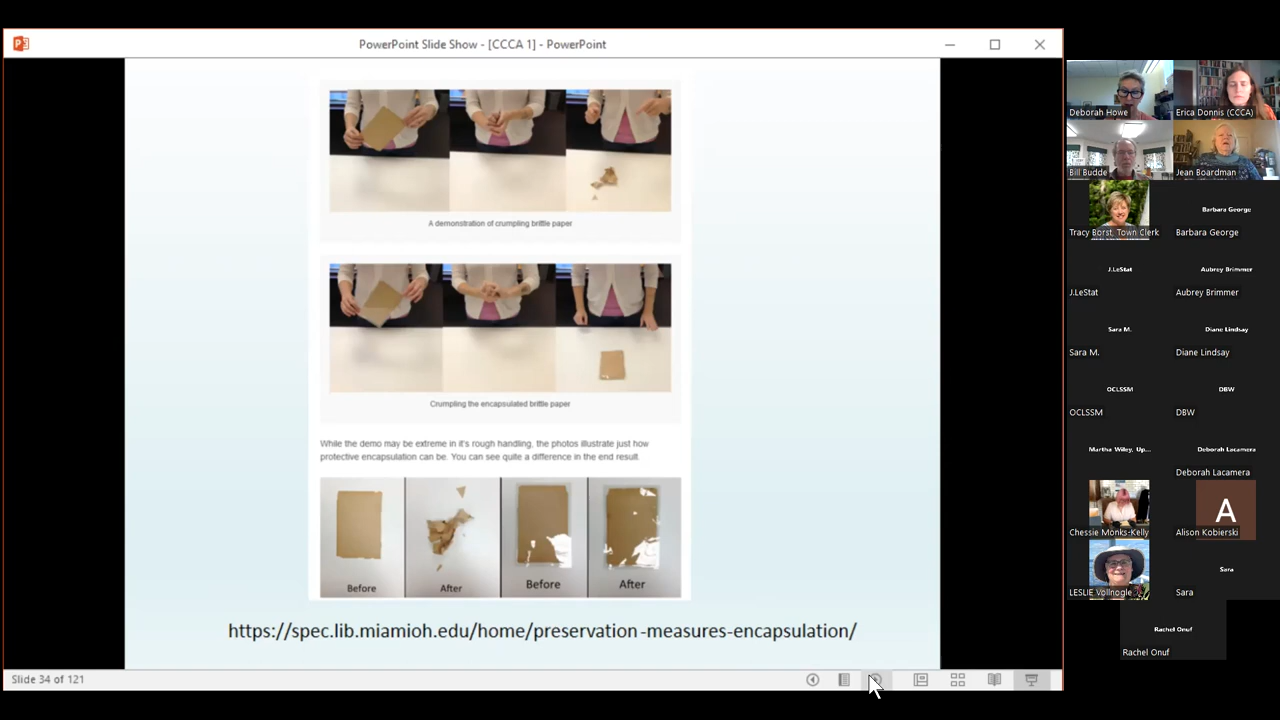 PowerPoint Slide Show - [CCCA 1] - PowerPoint
A demonstration of crumpling brittle paper
Crumpling the encapsulated brittle paper
While the demo may be extreme in it's rough handling, the photos illustrate just how
protective encapsulation can be. You can see quite a difference in the end result.
Before After Before After
https://spec.lib.miamioh.edu/home/preservation-measures-encapsulation/
Slide 34 of 121
Deborah Howe
Erica Donnis (CCCA)
Bill Budde
Jean Boardman
Tracy Borst, Town Clerk
Barbara George
Barbara George
J.LeStat
J.LeStat
Aubrey Brimmer
Aubrey Brimmer
Sara M.
Sara M.
Diane Lindsay
Diane Lindsay
OCLSSM
OCLSSM
DBW
DBW
Martha Wiley, Up...
Deborah Lacamera
Deborah Lacamera
Chessie Monks-Kelly
A
Alison Kobierski
LESLIE Vollnogle
Sara
Sara
Rachel Onuf
Rachel Onuf